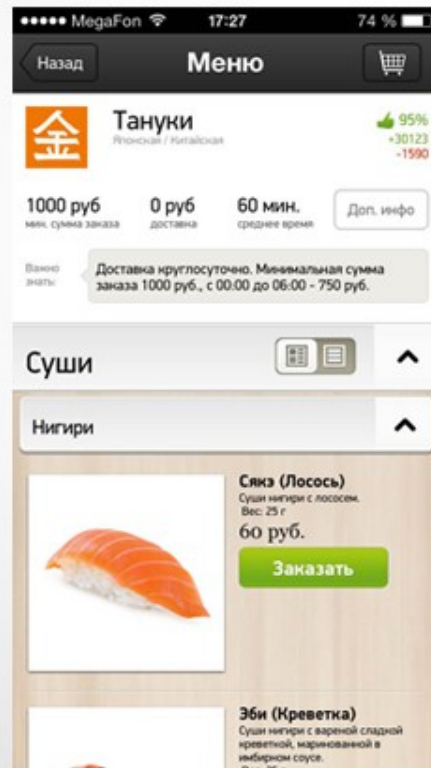 MegaFon 17:27 74 %
Назад Меню
金
Тануки
Японская / Китайская
95%
+30123
-1590
1000 руб 0 руб 60 мин. Доп. инфо
мин. сумма заказа доставка среднее время
Важно
знать:
Доставка круглосуточно. Минимальная сумма
заказа 1000 руб., с 00:00 до 06:00 - 750 руб.
Суши
Нигири
Сякэ (Лосось)
Суши нигири с лососем.
Вес: 25 г
60 руб.
Заказать
Эби (Креветка)
Суши нигири с вареной сладкой
креветкой, маринованной в
имбирном соусе.